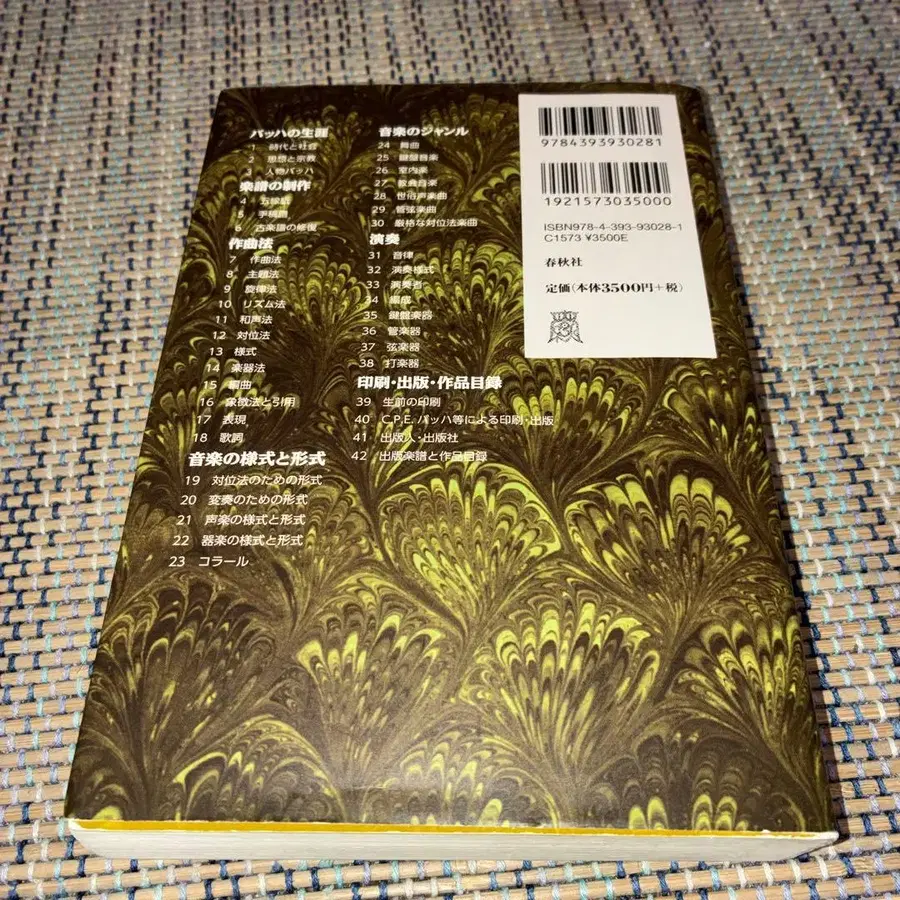 バッハの生涯
1 時代と社会
2 思想と宗教
3 人物バッハ
楽譜の制作
4 五線紙
5 手稿譜
6 古楽譜の修復
作曲法
7 作曲法
8 主題法
9 旋律法
10 リズム法
11 和声法
12 対位法
13 様式
14 楽器法
15 編曲
16 象徴法と引用
17 表現
18 歌詞
音楽の様式と形式
19 対位法のための形式
20 変奏のための形式
21 声楽の様式と形式
22 器楽の様式と形式
23 コラール
音楽のジャンル
24 舞曲
25 鍵盤音楽
26 室内楽
27 教会音楽
28 世俗声楽曲
29 管弦楽曲
30 厳格な対位法楽曲
演奏
31 音律
32 演奏様式
33 演奏者
34 編成
35 鍵盤楽器
36 管楽器
37 弦楽器
38 打楽器
印刷・出版・作品目録
39 生前の印刷
40 C.P.E.バッハ等による印刷・出版
41 出版人・出版社
42 出版楽譜と作品目録
9784393930281
1921573035000
ISBN978-4-393-93028-1
C1573 ¥3500E
春秋社
定価(本体3500円+税)